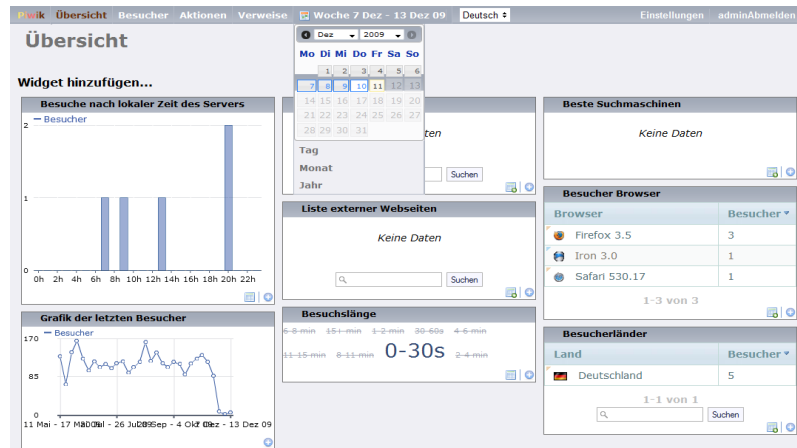 Piwik Übersicht Besucher Aktionen Verweise Woche 7 Dez - 13 Dez 09 Deutsch Einstellungen adminAbmelden
Übersicht
Widget hinzufügen...
Dez 2009
Mo Di Mi Do Fr Sa So
1 2 3 4 5 6
7 8 9 10 11 12 13
14 15 16 17 18 19 20
21 22 23 24 25 26 27
28 29 30 31
Tag
Monat
Jahr
Besuche nach lokaler Zeit des Servers
Besucher
2
1
0
0h 2h 4h 6h 8h 10h 12h 14h 16h 18h 20h 22h
Grafik der letzten Besucher
Besucher
170
85
0
11 Mai - 17 - 26 - 4 - 13 Dez 09
ten
Suchen
Liste externer Webseiten
Keine Daten
Suchen
Besuchslänge
6-8 min 15+ min 1-2 min 30-60s 4-6 min
11-15 min 8-11 min 0-30s 2-4 min
Beste Suchmaschinen
Keine Daten
Besucher Browser
Browser Besucher
Firefox 3.5 3
Iron 3.0 1
Safari 530.17 1
1-3 von 3
Besucherländer
Land Besucher
Deutschland 5
1-1 von 1
Suchen